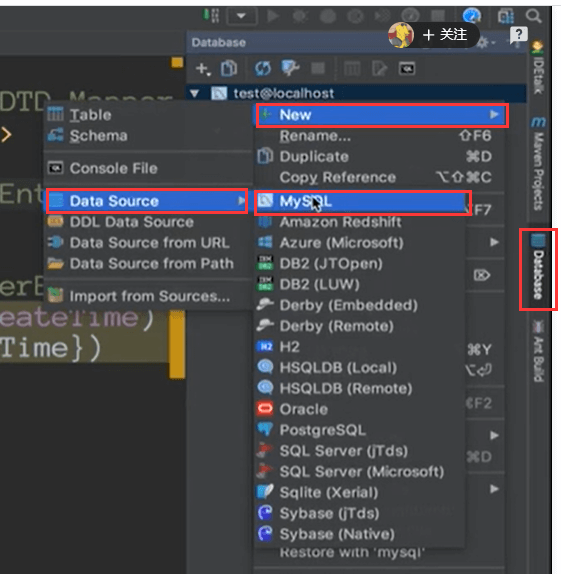 + 关注
?
Database
test@localhost
DTD Mapper
>
Ent
erE
eateTime)
Time})
Table
Schema
Console File
Data Source
DDL Data Source
Data Source from URL
Data Source from Path
Import from Sources...
New
Rename... ⇧F6
Duplicate ⌘D
Copy Reference ⌥⇧⌘C
MySQL
⌥F7
Amazon Redshift
Azure (Microsoft)
DB2 (JTOpen)
DB2 (LUW)
Derby (Embedded)
Derby (Remote)
H2
⌘Y
HSQLDB (Local)
HSQLDB (Remote)
Oracle
⌘F2
PostgreSQL
SQL Server (jTds)
⌘D
SQL Server (Microsoft)
Sqlite (Xerial)
Sybase (jTds)
Sybase (Native)
Restore with 'mysql'
IDEtalk
Maven Projects
Database
Ant Build